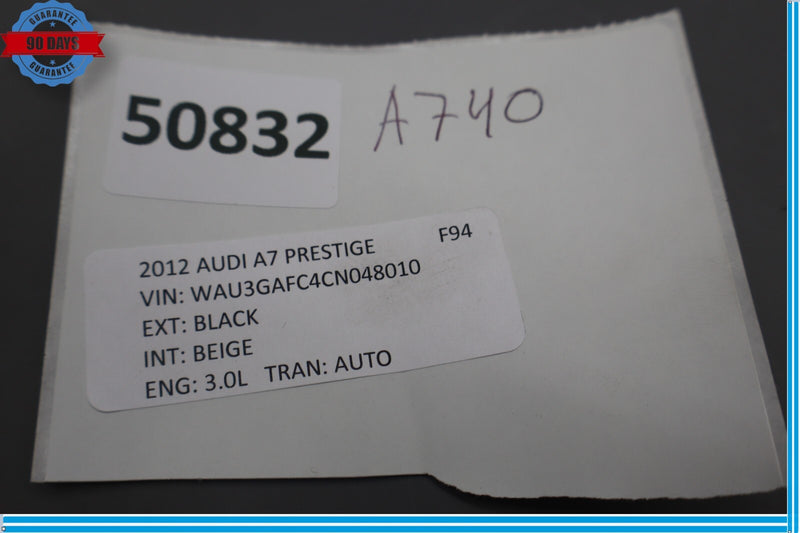 GUARANTEE
90 DAYS
GUARANTEE
50832
A740
2012 AUDI A7 PRESTIGE F94
VIN: WAU3GAFC4CN048010
EXT: BLACK
INT: BEIGE
ENG: 3.0L TRAN: AUTO